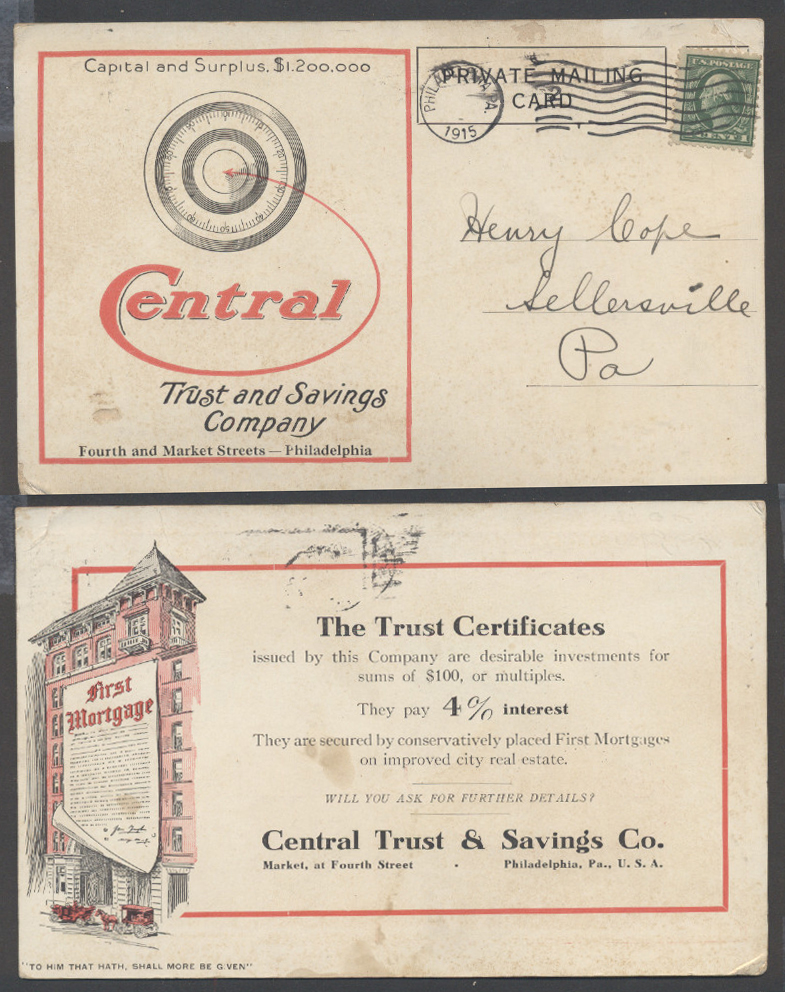 Capital and Surplus, $1,200,000
Central
Trust and Savings
Company
Fourth and Market Streets — Philadelphia
PRIVATE MAILING
CARD
PHILADELPHIA, PA.
1915
U.S. POSTAGE
CENT 1
Henry Cope
Sellersville
Pa
First
Mortgage
The Trust Certificates
issued by this Company are desirable investments for
sums of $100, or multiples.
They pay 4% interest
They are secured by conservatively placed First Mortgages
on improved city real estate.
WILL YOU ASK FOR FURTHER DETAILS?
Central Trust & Savings Co.
Market, at Fourth Street · Philadelphia, Pa., U. S. A.
"TO HIM THAT HATH, SHALL MORE BE GIVEN"